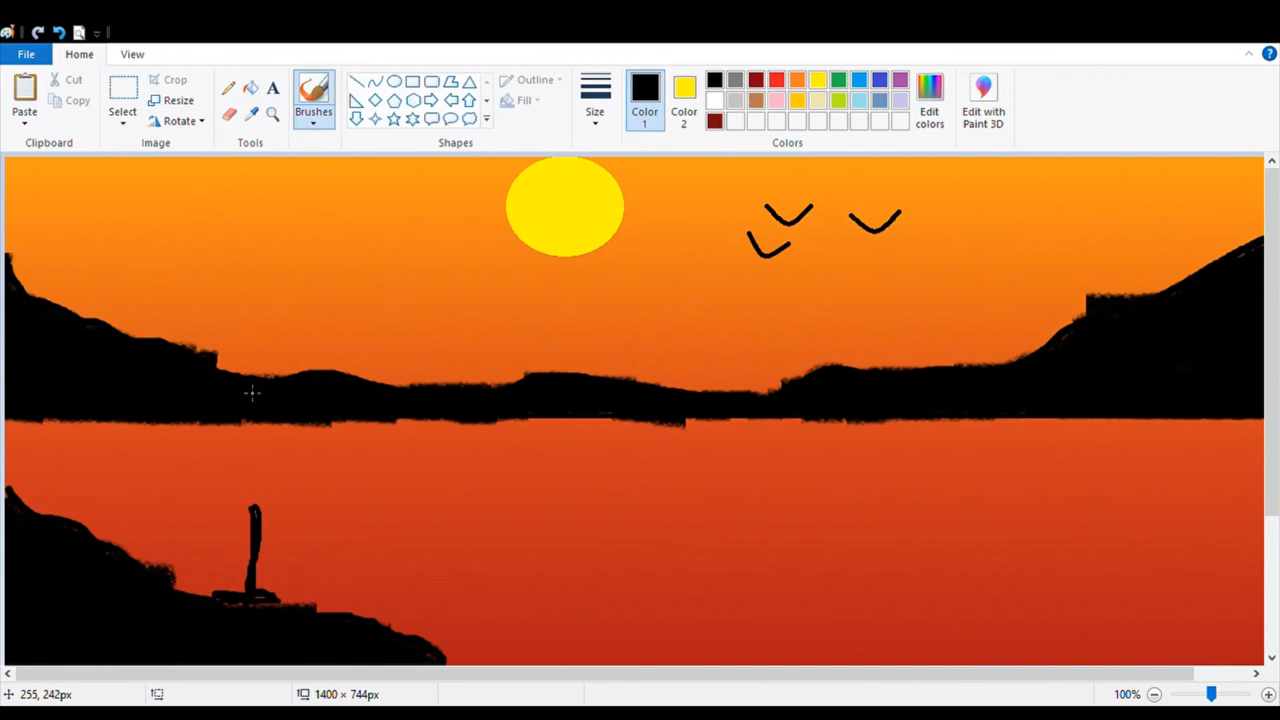 File Home View
Paste
Cut
Copy
Clipboard
Select
Crop
Resize
Rotate
Image
A
Tools
Brushes
Shapes
Outline
Fill
Size
Color
1
Color
2
Edit
colors
Colors
Edit with
Paint 3D
?
255, 242px
1400 × 744px
100%